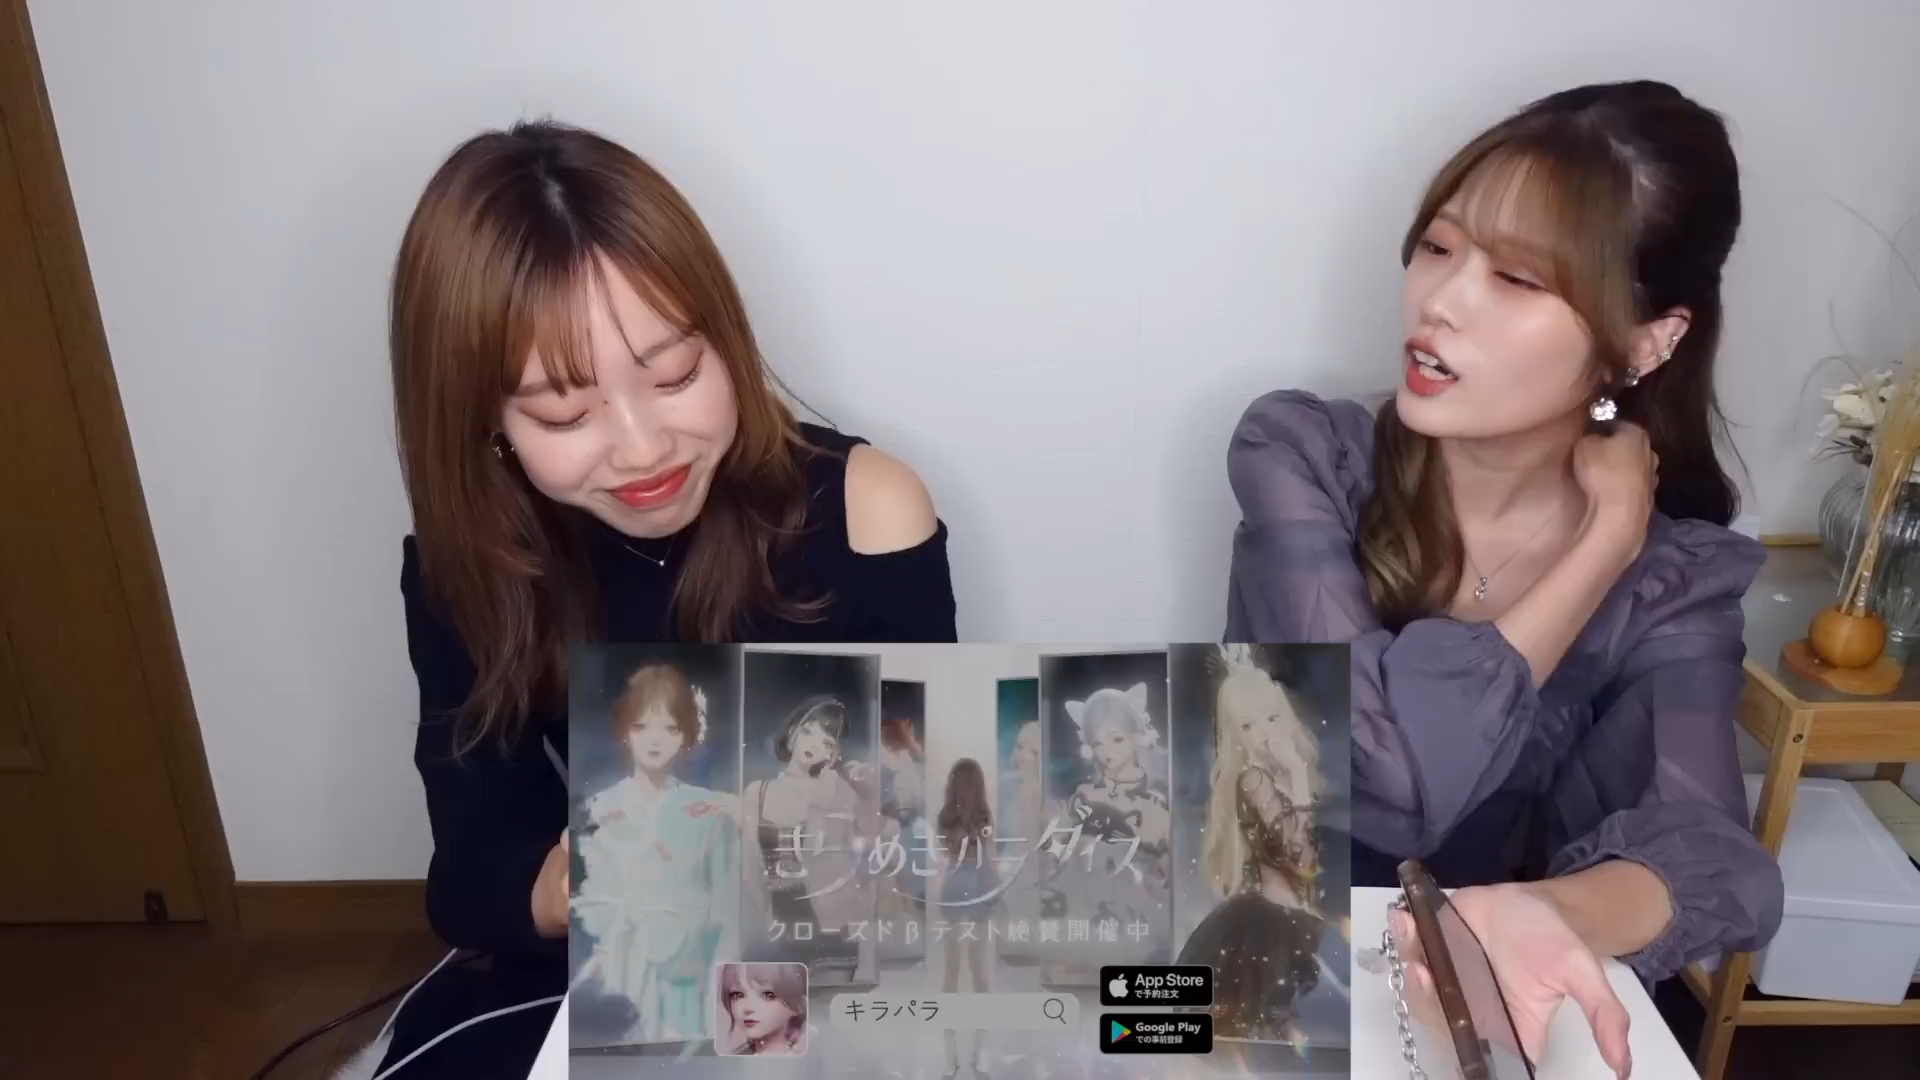 きらめきパラダイス
クローズドβテスト絶賛開催中
キラパラ
App Store
で予約注文
Google Play
での事前登録